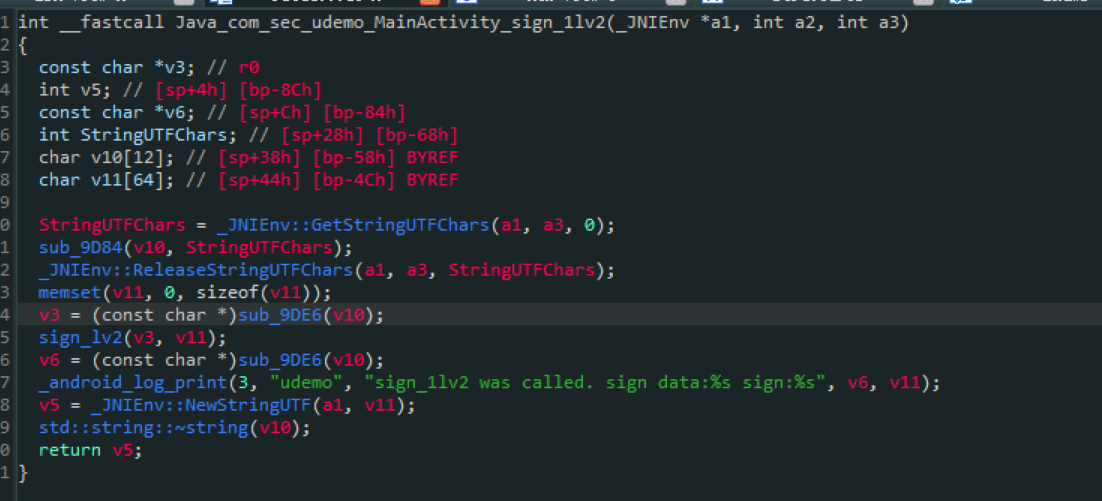 1 int __fastcall Java_com_sec_udemo_MainActivity_sign_1lv2(_JNIEnv *a1, int a2, int a3)
2 {
3   const char *v3; // r0
4   int v5; // [sp+4h] [bp-8Ch]
5   const char *v6; // [sp+Ch] [bp-84h]
6   int StringUTFChars; // [sp+28h] [bp-68h]
7   char v10[12]; // [sp+38h] [bp-58h] BYREF
8   char v11[64]; // [sp+44h] [bp-4Ch] BYREF
9
0   StringUTFChars = _JNIEnv::GetStringUTFChars(a1, a3, 0);
1   sub_9D84(v10, StringUTFChars);
2   _JNIEnv::ReleaseStringUTFChars(a1, a3, StringUTFChars);
3   memset(v11, 0, sizeof(v11));
4   v3 = (const char *)sub_9DE6(v10);
5   sign_lv2(v3, v11);
6   v6 = (const char *)sub_9DE6(v10);
7   _android_log_print(3, "udemo", "sign_1lv2 was called. sign data:%s sign:%s", v6, v11);
8   v5 = _JNIEnv::NewStringUTF(a1, v11);
9   std::string::~string(v10);
0   return v5;
1 }